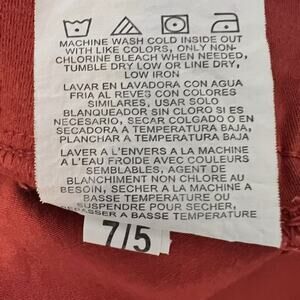 MACHINE WASH COLD INSIDE OUT
WITH LIKE COLORS, ONLY NON-
CHLORINE BLEACH WHEN NEEDED,
TUMBLE DRY LOW OR LINE DRY,
LOW IRON
LAVAR EN LAVADORA CON AGUA
FRIA AL REVES CON COLORES
SIMILARES, USAR SOLO
BLANQUEADOR SIN CLORO SI ES
NECESARIO, SECAR COLGADO O EN
SECADORA A TEMPERATURA BAJA,
PLANCHAR A TEMPERATURA BAJA
LAVER A L'ENVERS A LA MACHINE
A L'EAU FROIDE AVEC COULEURS
SEMBLABLES, AGENT DE
BLANCHIMENT NON CHLORE AU
BESOIN, SECHER A LA MACHINE A
BASSE TEMPERATURE OU
SUSPENDRE POUR SECHER,
A BASSE TEMPERATURE
7/5